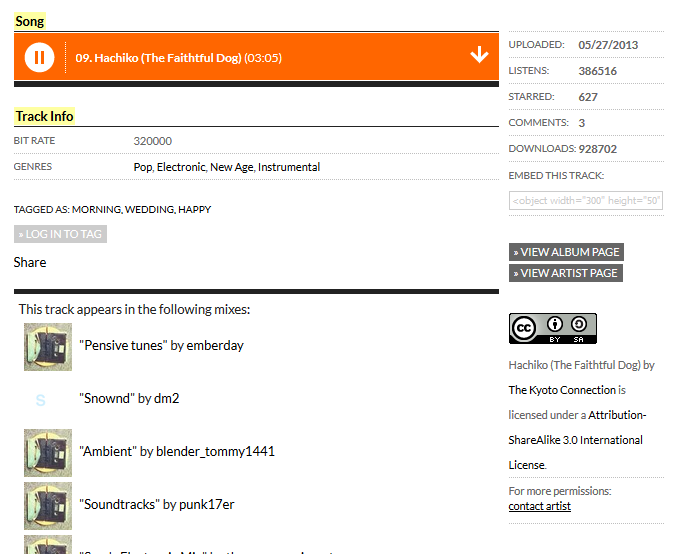 Song
09. Hachiko (The Faithtful Dog) (03:05)
Track Info
BIT RATE 320000
GENRES Pop, Electronic, New Age, Instrumental
TAGGED AS: MORNING, WEDDING, HAPPY
» LOG IN TO TAG
Share
This track appears in the following mixes:
"Pensive tunes" by emberday
S
"Snownd" by dm2
"Ambient" by blender_tommy1441
"Soundtracks" by punk17er
UPLOADED: 05/27/2013
LISTENS: 386516
STARRED: 627
COMMENTS: 3
DOWNLOADS: 928702
EMBED THIS TRACK:
<object width="300" height="50"
» VIEW ALBUM PAGE
» VIEW ARTIST PAGE
cc
BY SA
Hachiko (The Faithtful Dog) by
The Kyoto Connection is
licensed under a Attribution-
ShareAlike 3.0 International
License.
For more permissions:
contact artist